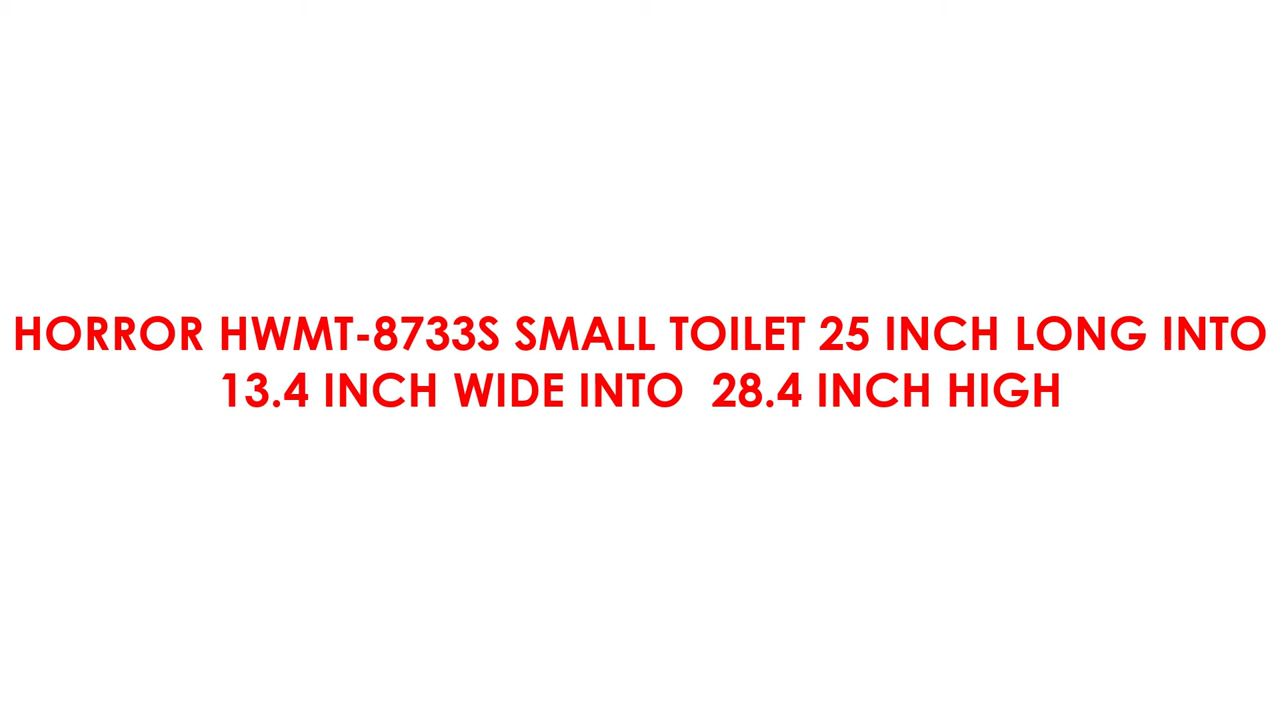 HORROR HWMT-8733S SMALL TOILET 25 INCH LONG INTO
13.4 INCH WIDE INTO  28.4 INCH HIGH